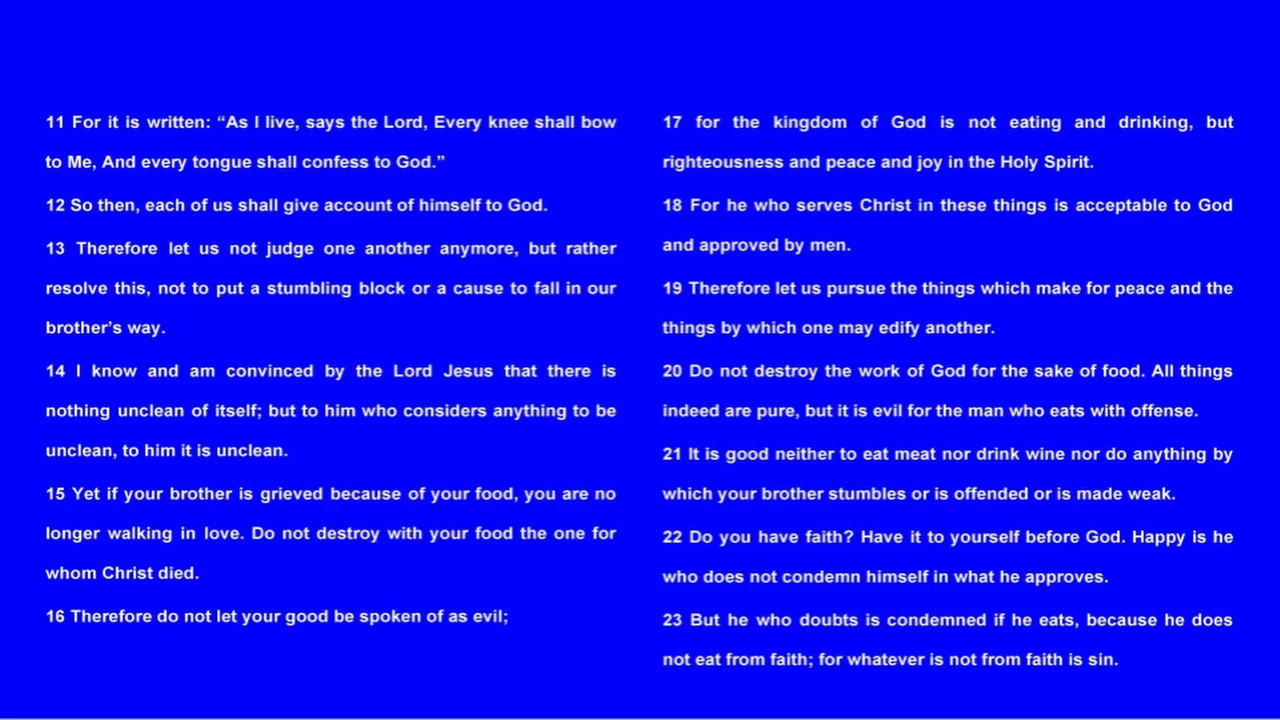 11 For it is written: “As I live, says the Lord, Every knee shall bow
to Me, And every tongue shall confess to God.”
12 So then, each of us shall give account of himself to God.
13 Therefore let us not judge one another anymore, but rather
resolve this, not to put a stumbling block or a cause to fall in our
brother’s way.
14 I know and am convinced by the Lord Jesus that there is
nothing unclean of itself; but to him who considers anything to be
unclean, to him it is unclean.
15 Yet if your brother is grieved because of your food, you are no
longer walking in love. Do not destroy with your food the one for
whom Christ died.
16 Therefore do not let your good be spoken of as evil;
17 for the kingdom of God is not eating and drinking, but
righteousness and peace and joy in the Holy Spirit.
18 For he who serves Christ in these things is acceptable to God
and approved by men.
19 Therefore let us pursue the things which make for peace and the
things by which one may edify another.
20 Do not destroy the work of God for the sake of food. All things
indeed are pure, but it is evil for the man who eats with offense.
21 It is good neither to eat meat nor drink wine nor do anything by
which your brother stumbles or is offended or is made weak.
22 Do you have faith? Have it to yourself before God. Happy is he
who does not condemn himself in what he approves.
23 But he who doubts is condemned if he eats, because he does
not eat from faith; for whatever is not from faith is sin.